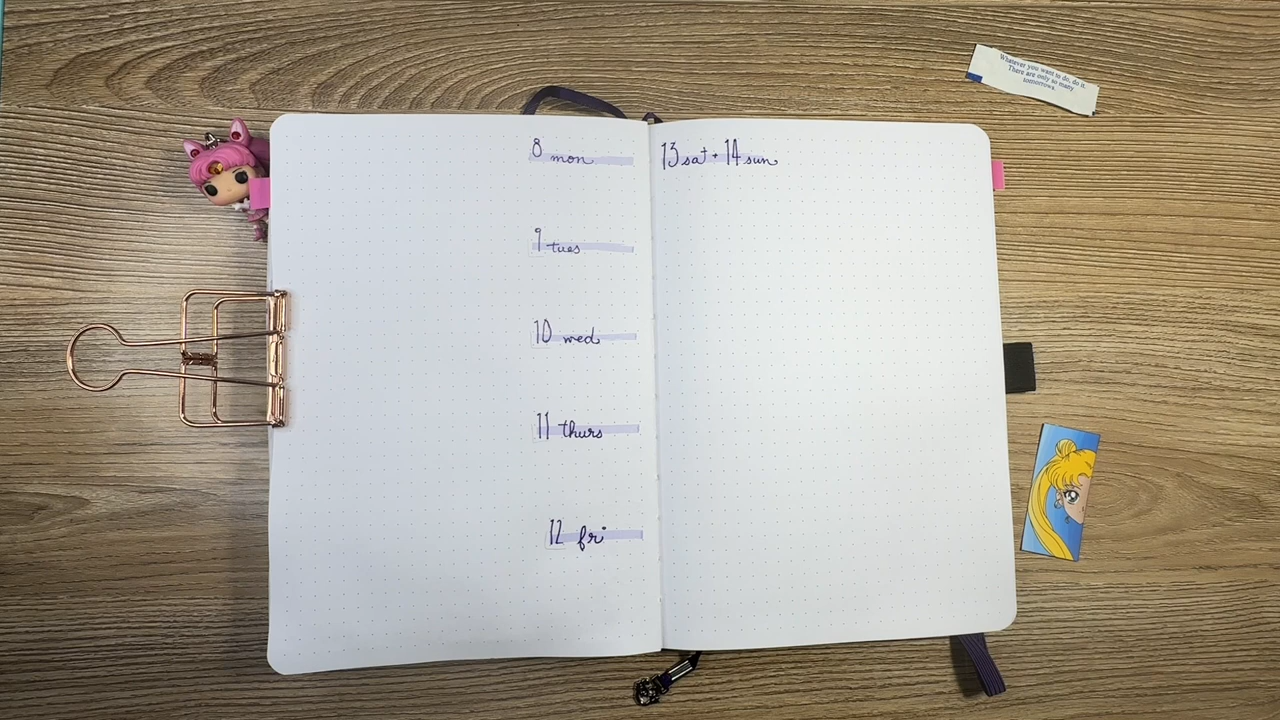 8 mon
9 tues
10 wed
11 thurs
12 fri
13 sat + 14 sun
Whatever you want to do, do it.
There are only so many
tomorrows.